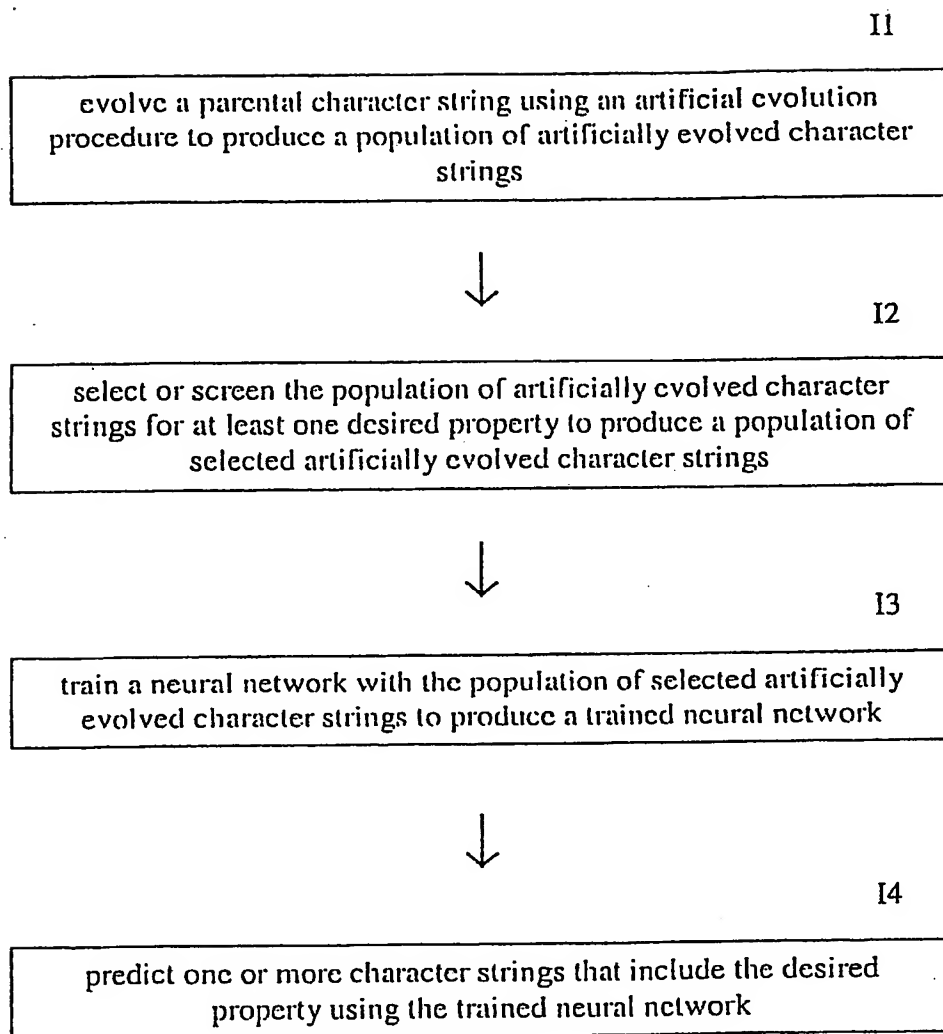 I1
evolve a parental character string using an artificial evolution
procedure to produce a population of artificially evolved character
strings
I2
select or screen the population of artificially evolved character
strings for at least one desired property to produce a population of
selected artificially evolved character strings
I3
train a neural network with the population of selected artificially
evolved character strings to produce a trained neural network
I4
predict one or more character strings that include the desired
property using the trained neural network